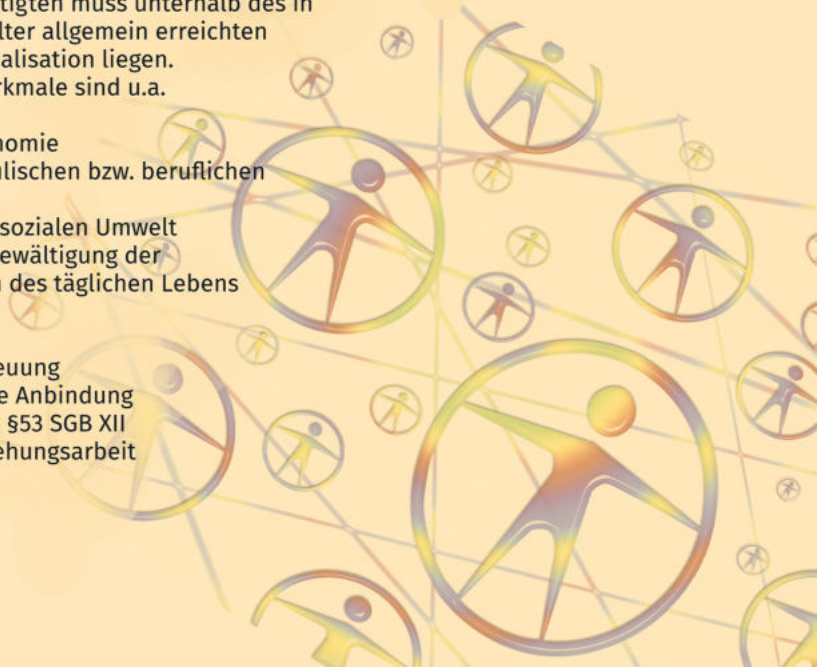 tigten muss unterhalb des in
lter allgemein erreichten
alisation liegen.
rkmale sind u.a.
nomie
ulischen bzw. beruflichen
sozialen Umwelt
ewältigung der
n des täglichen Lebens
euung
e Anbindung
§53 SGB XII
ehungsarbeit